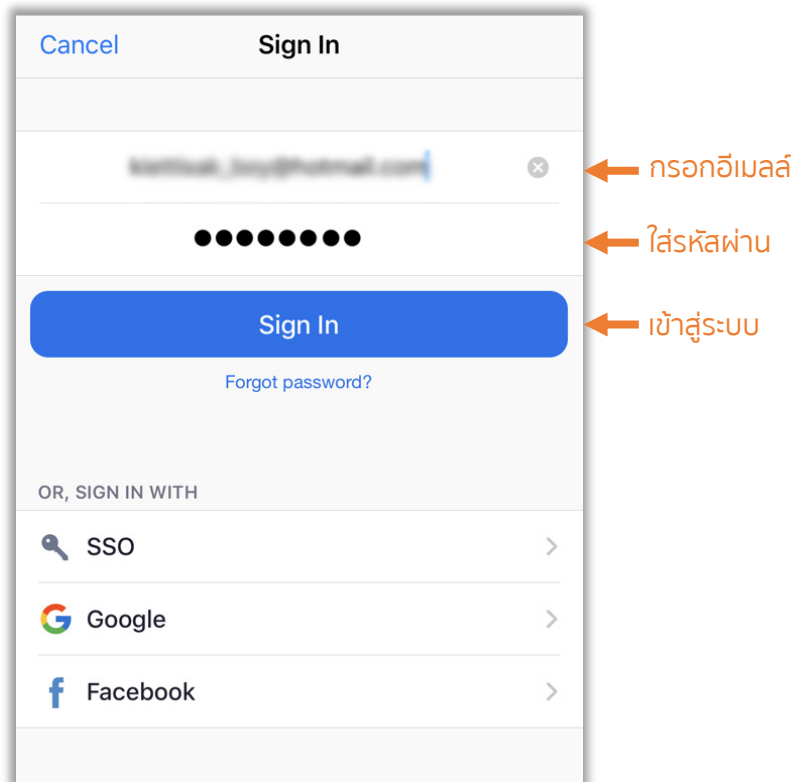 Cancel Sign In
กรอกอีเมลล์
●●●●●●●● ใส่รหัสผ่าน
Sign In เข้าสู่ระบบ
Forgot password?
OR, SIGN IN WITH
SSO
Google
Facebook